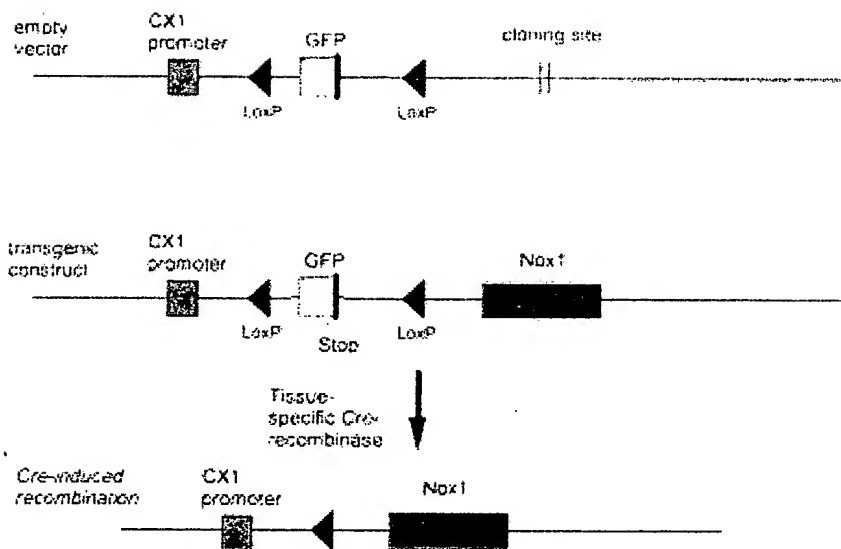 empty
vector
CX1
promoter
GFP
cloning site
LoxP
LoxP
transgenic
construct
CX1
promoter
GFP
Nox1
LoxP
Stop
LoxP
Tissue-
specific Cre-
recombinase
Cre-induced
recombination
CX1
promoter
Nox1